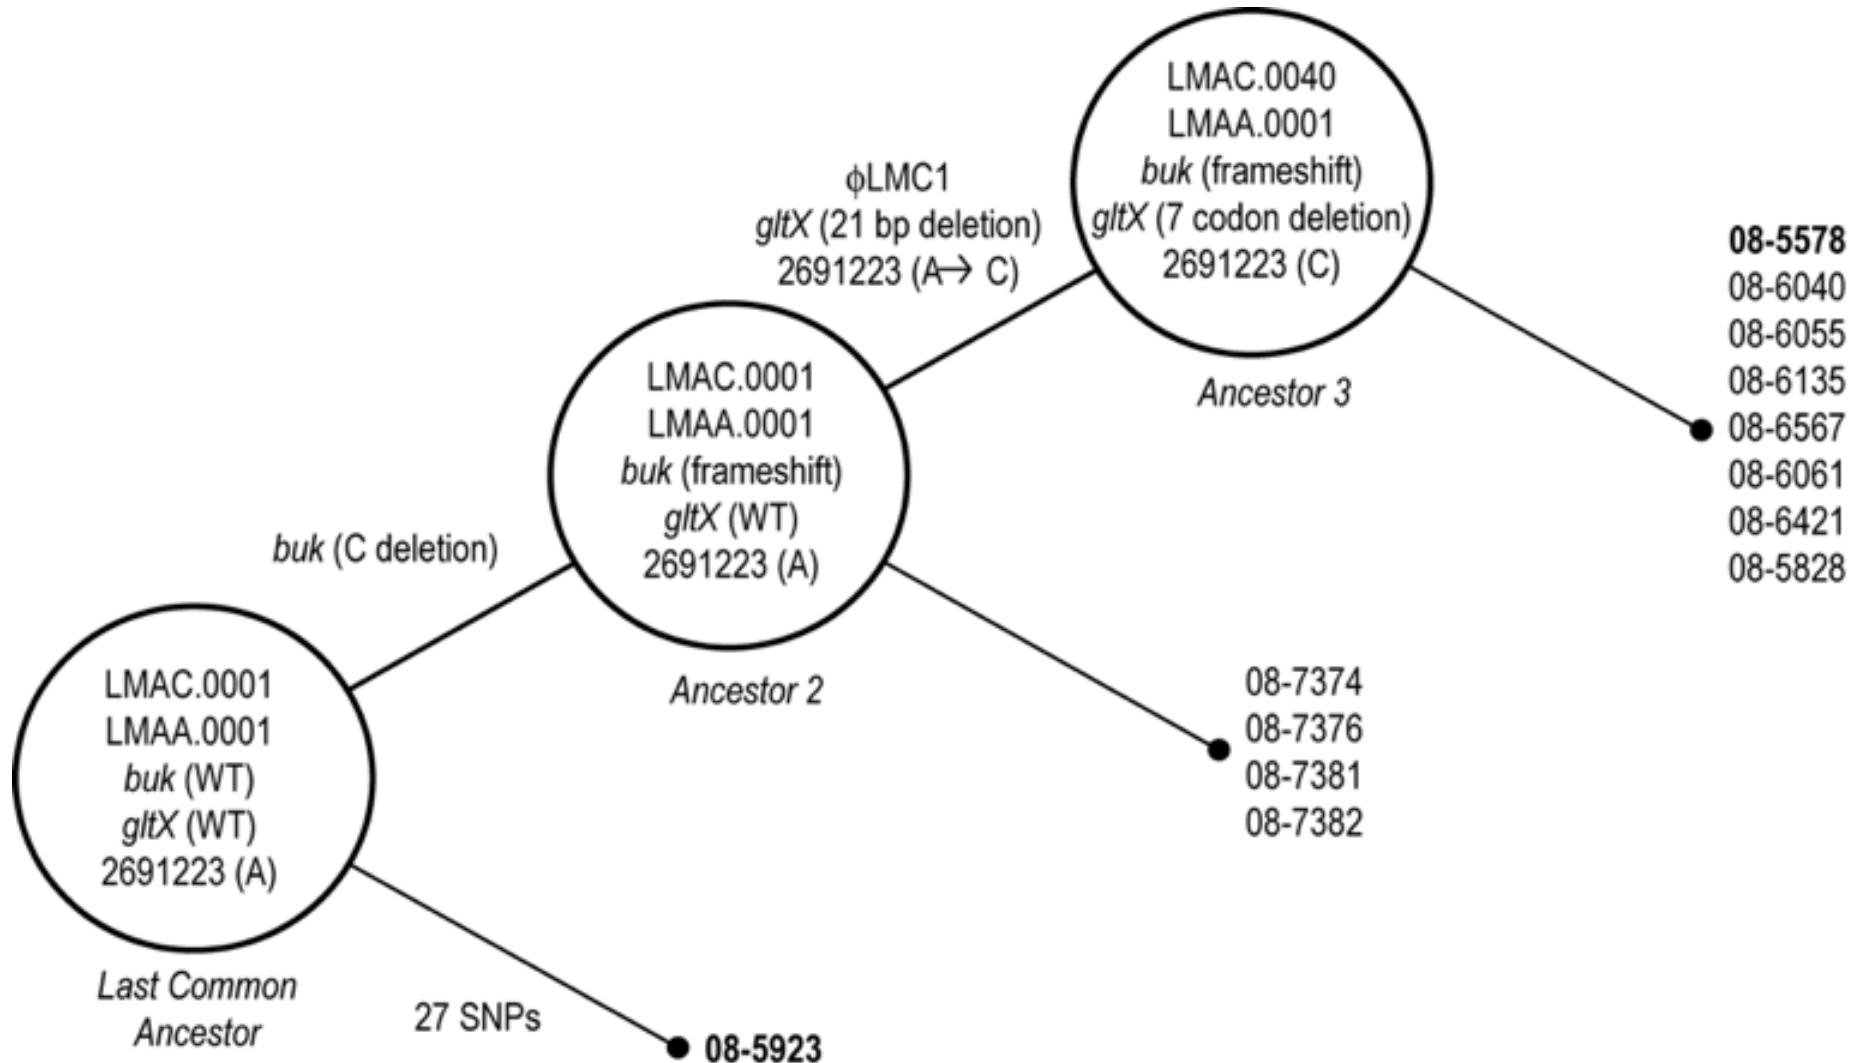 LMAC.0040
LMAA.0001
buk (frameshift)
gltX (7 codon deletion)
2691223 (C)
Ancestor 3
ϕLMC1
gltX (21 bp deletion)
2691223 (A→ C)
08-5578
08-6040
08-6055
08-6135
08-6567
08-6061
08-6421
08-5828
LMAC.0001
LMAA.0001
buk (frameshift)
gltX (WT)
2691223 (A)
Ancestor 2
buk (C deletion)
08-7374
08-7376
08-7381
08-7382
LMAC.0001
LMAA.0001
buk (WT)
gltX (WT)
2691223 (A)
Last Common
Ancestor
27 SNPs
08-5923